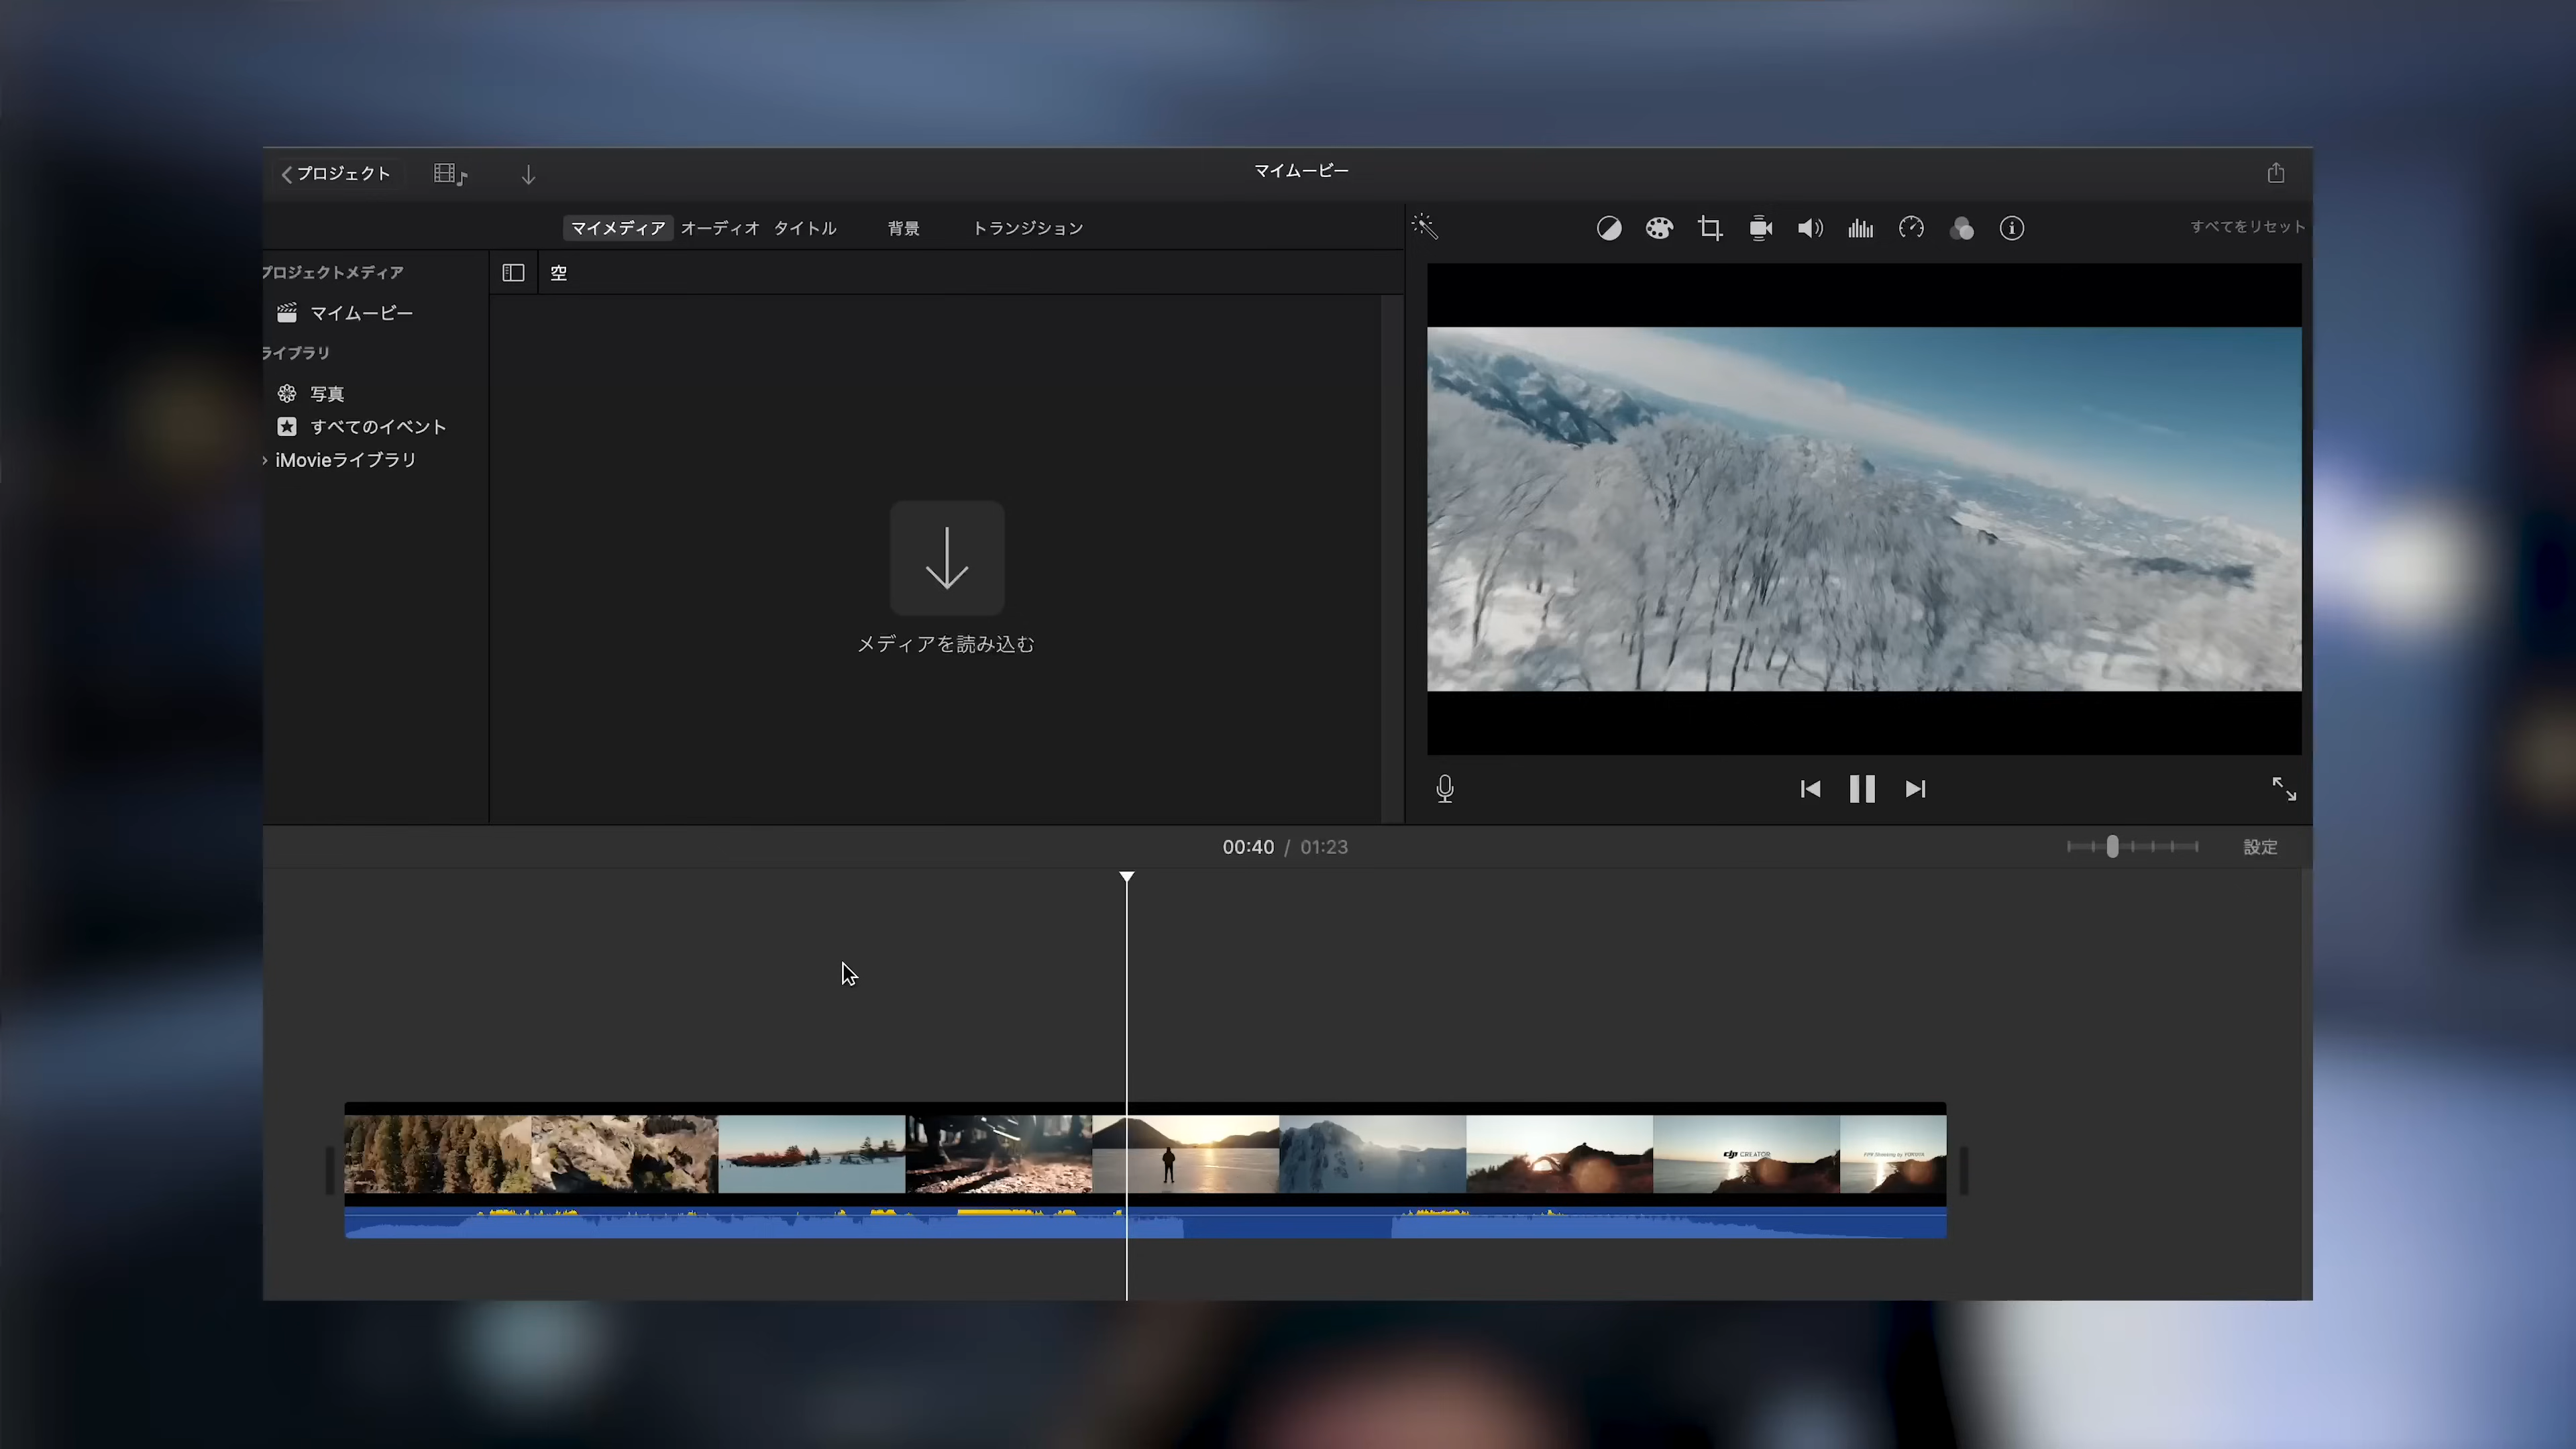 プロジェクト
マイムービー
マイメディア オーディオ タイトル 背景 トランジション
すべてをリセット
プロジェクトメディア
空
マイムービー
ライブラリ
写真
すべてのイベント
iMovieライブラリ
メディアを読み込む
00:40 / 01:23
設定
dji CREATOR